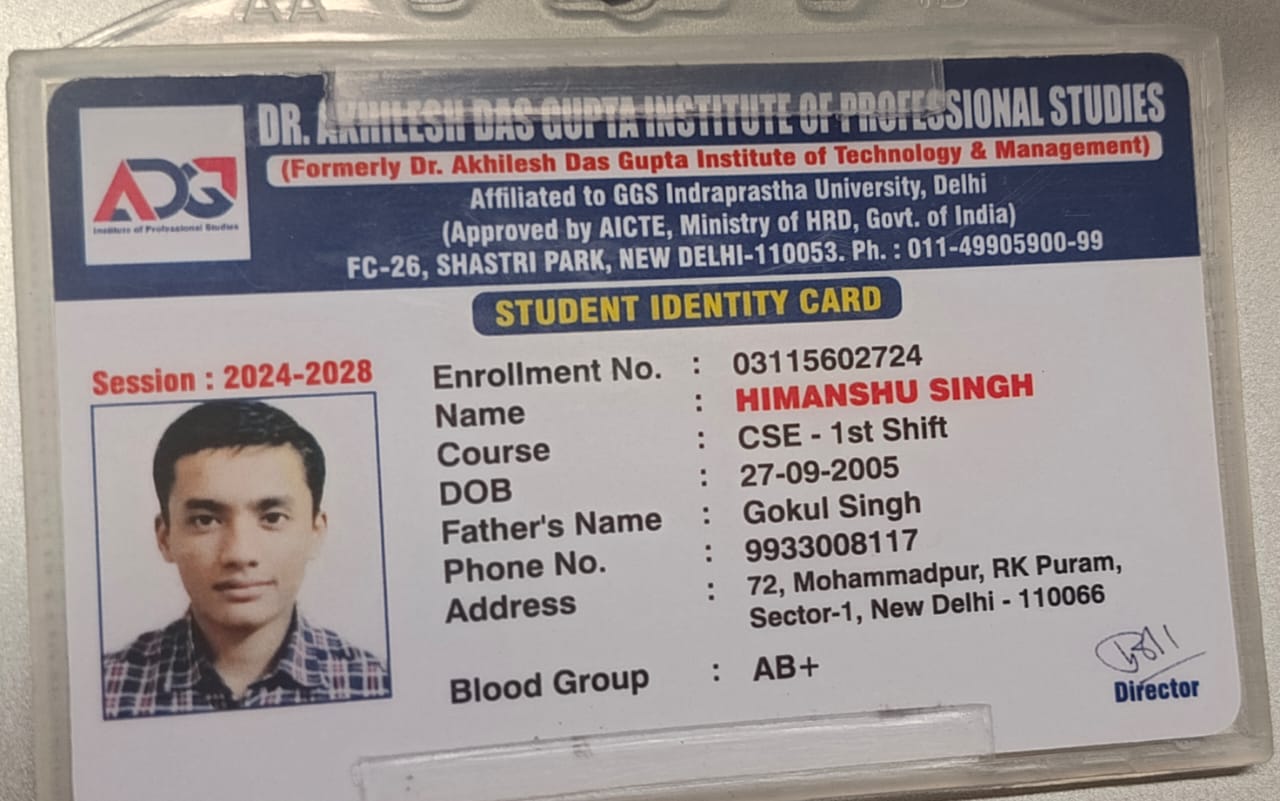 ADG
Institute of Professional Studies
DR. AKHILESH DAS GUPTA INSTITUTE OF PROFESSIONAL STUDIES
(Formerly Dr. Akhilesh Das Gupta Institute of Technology & Management)
Affiliated to GGS Indraprastha University, Delhi
(Approved by AICTE, Ministry of HRD, Govt. of India)
FC-26, SHASTRI PARK, NEW DELHI-110053. Ph. : 011-49905900-99
STUDENT IDENTITY CARD
Session : 2024-2028
Enrollment No. : 03115602724
Name : HIMANSHU SINGH
Course : CSE - 1st Shift
DOB : 27-09-2005
Father's Name : Gokul Singh
Phone No. : 9933008117
Address : 72, Mohammadpur, RK Puram,
Sector-1, New Delhi - 110066
Blood Group : AB+
Director